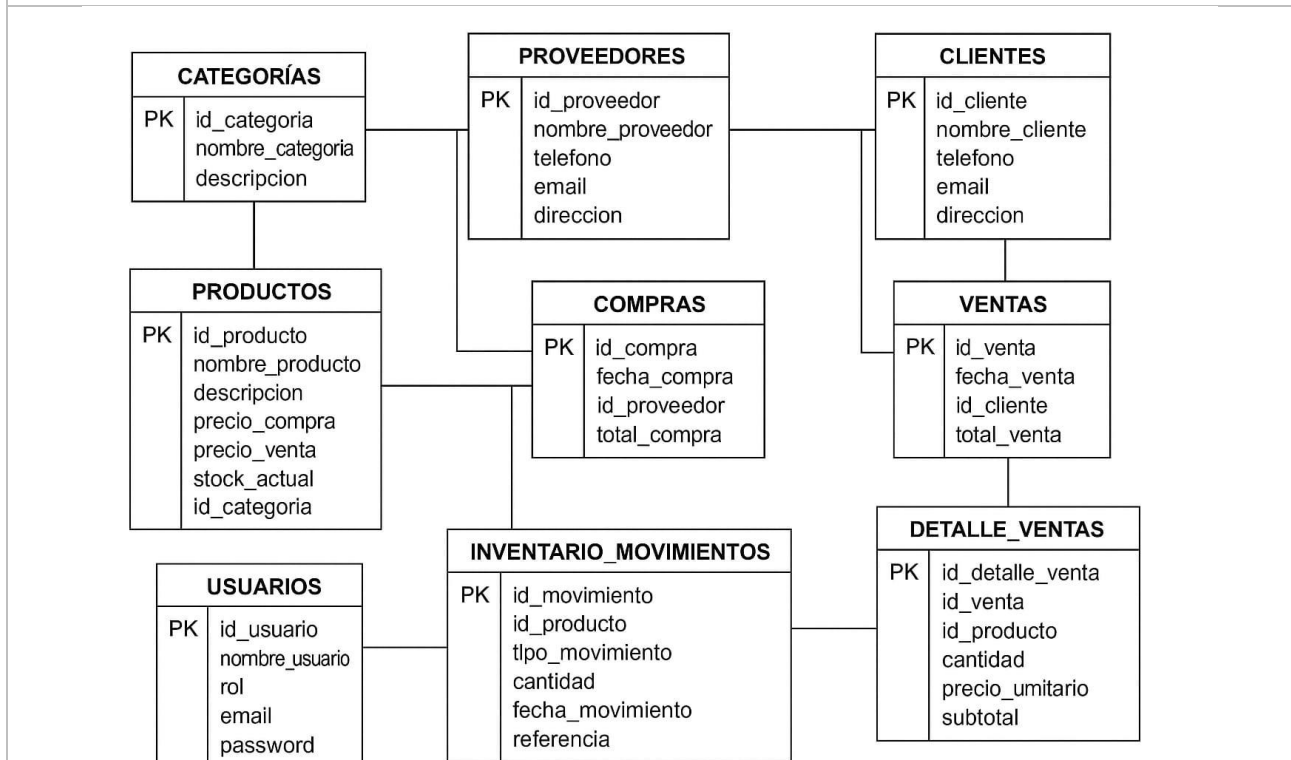 CATEGORÍAS
PK id_categoria
nombre_categoria
descripcion
PROVEEDORES
PK id_proveedor
nombre_proveedor
telefono
email
direccion
CLIENTES
PK id_cliente
nombre_cliente
telefono
email
direccion
PRODUCTOS
PK id_producto
nombre_producto
descripcion
precio_compra
precio_venta
stock_actual
id_categoria
COMPRAS
PK id_compra
fecha_compra
id_proveedor
total_compra
VENTAS
PK id_venta
fecha_venta
id_cliente
total_venta
USUARIOS
PK id_usuario
nombre_usuario
rol
email
password
INVENTARIO_MOVIMIENTOS
PK id_movimiento
id_producto
tlpo_movimiento
cantidad
fecha_movimiento
referencia
DETALLE_VENTAS
PK id_detalle_venta
id_venta
id_producto
cantidad
precio_umitario
subtotal